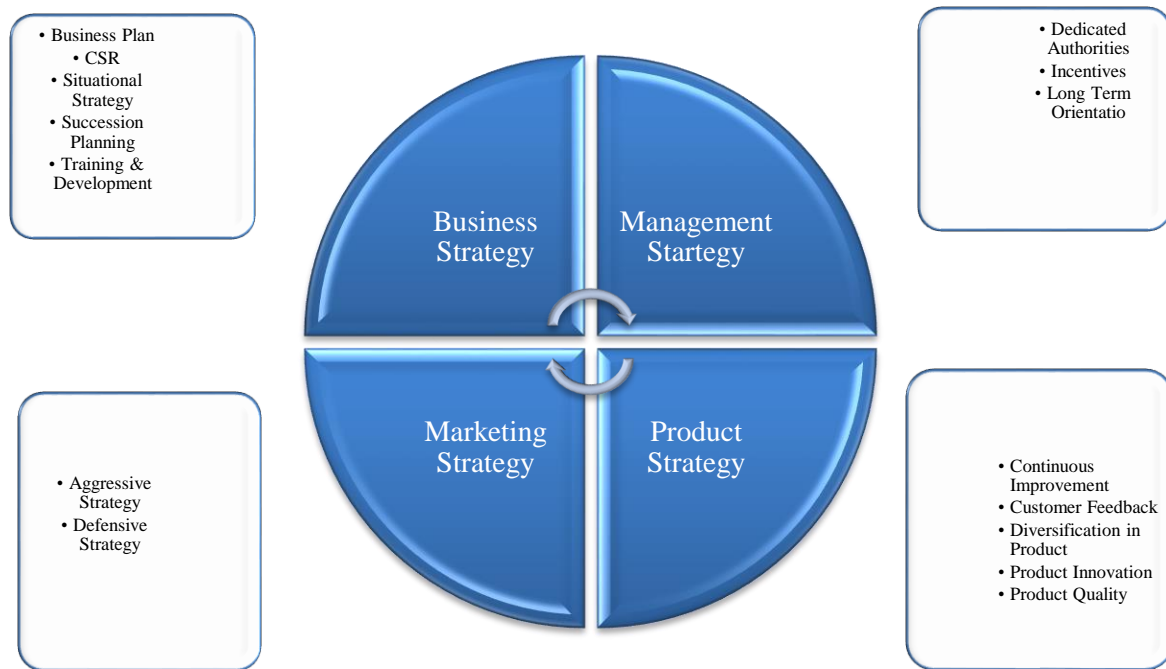 • Business Plan
• CSR
• Situational
Strategy
• Succession
Planning
• Training &
Development
• Dedicated
Authorities
• Incentives
• Long Term
Orientatio
Business
Strategy
Management
Startegy
Marketing
Strategy
Product
Strategy
• Aggressive
Strategy
• Defensive
Strategy
• Continuous
Improvement
• Customer Feedback
• Diversification in
Product
• Product Innovation
• Product Quality